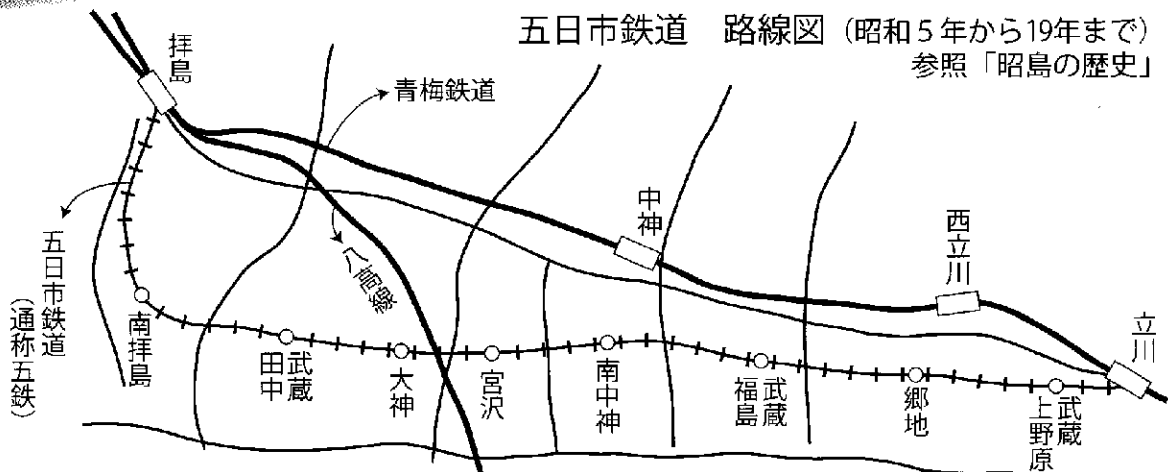 五日市鉄道 路線図（昭和5年から19年まで）
参照「昭島の歴史」
拝島
青梅鉄道
中神
西立川
立川
八高線
五日市鉄道
（通称五鉄）
南拝島
武蔵
田中
大神
宮沢
南中神
武蔵
福島
郷地
武蔵
上野原